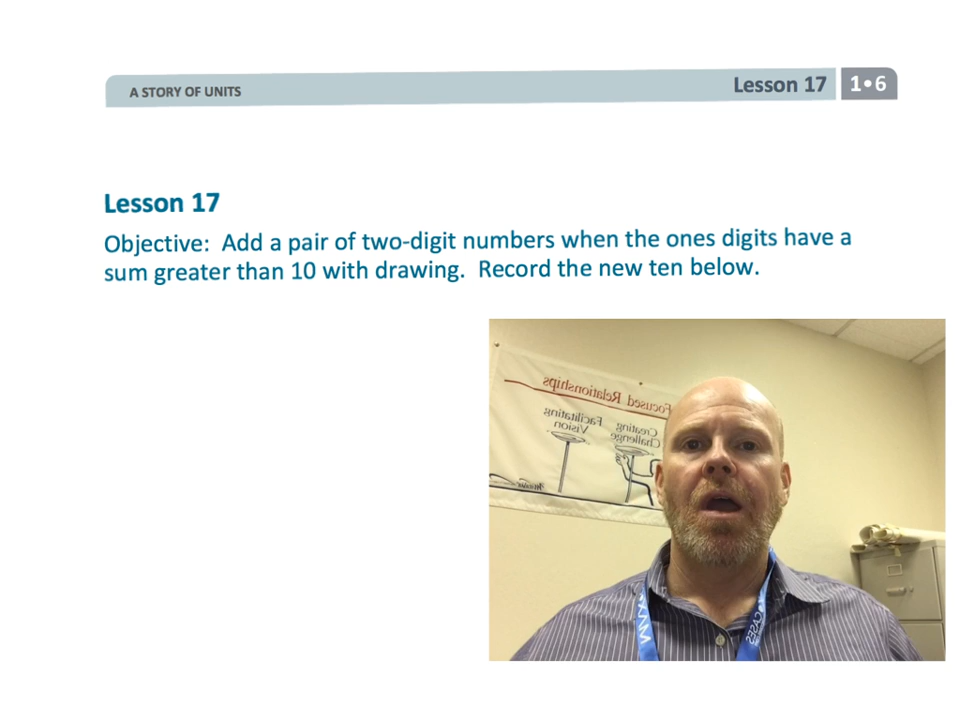 A STORY OF UNITS
Lesson 17
1•6
Lesson 17
Objective: Add a pair of two-digit numbers when the ones digits have a
sum greater than 10 with drawing. Record the new ten below.
Focused Relationships
Facilitating
Vision
Creating
Challenge
CASES